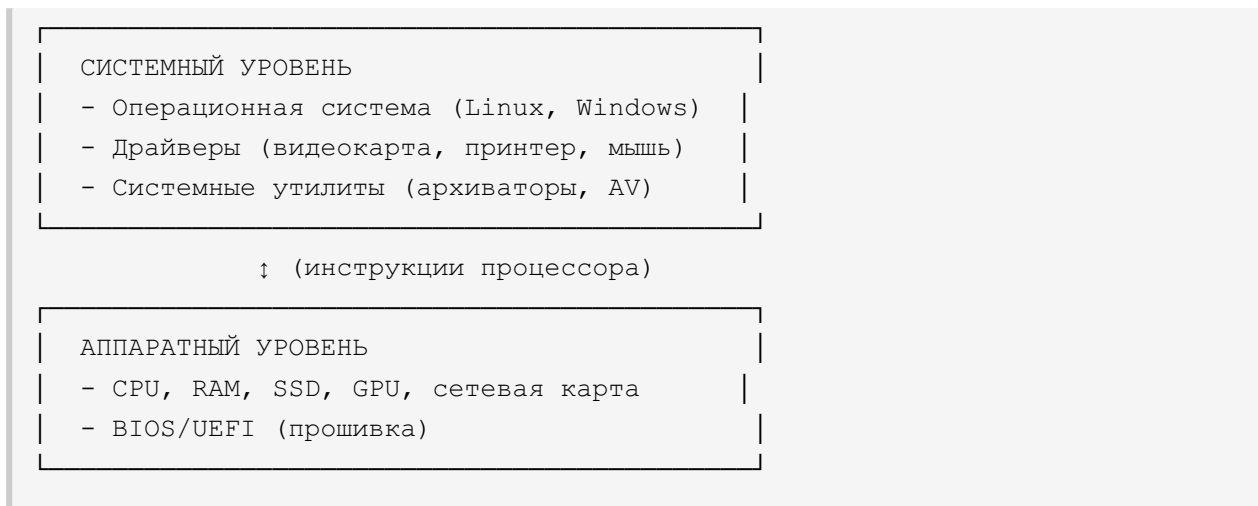 СИСТЕМНЫЙ УРОВЕНЬ
- Операционная система (Linux, Windows)
- Драйверы (видеокарта, принтер, мышь)
- Системные утилиты (архиваторы, AV)
↕ (инструкции процессора)
АППАРАТНЫЙ УРОВЕНЬ
- CPU, RAM, SSD, GPU, сетевая карта
- BIOS/UEFI (прошивка)